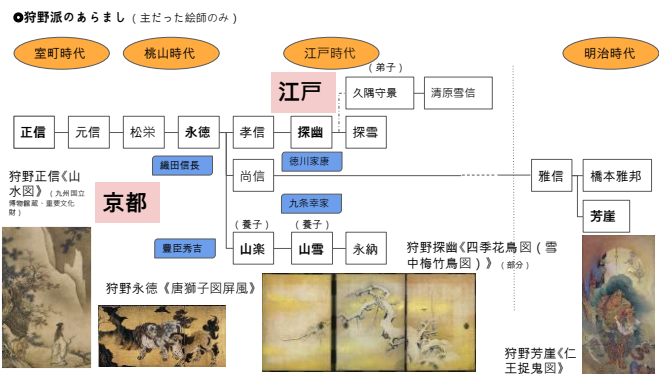 ✪狩野派のあらまし（主だった絵師のみ）
室町時代
桃山時代
江戸時代
明治時代
（弟子）
江戸
久隅守景
清原雪信
正信
元信
松栄
永徳
孝信
探幽
探雪
織田信長
徳川家康
尚信
雅信
橋本雅邦
狩野正信《山
水図》（九州国立
博物館蔵・重要文化
財）
京都
九条幸家
芳崖
（養子）
（養子）
豊臣秀吉
山楽
山雪
永納
狩野探幽《四季花鳥図（雪
中梅竹鳥図）》（部分）
狩野永徳《唐獅子図屏風》
狩野芳崖《仁
王捉鬼図》